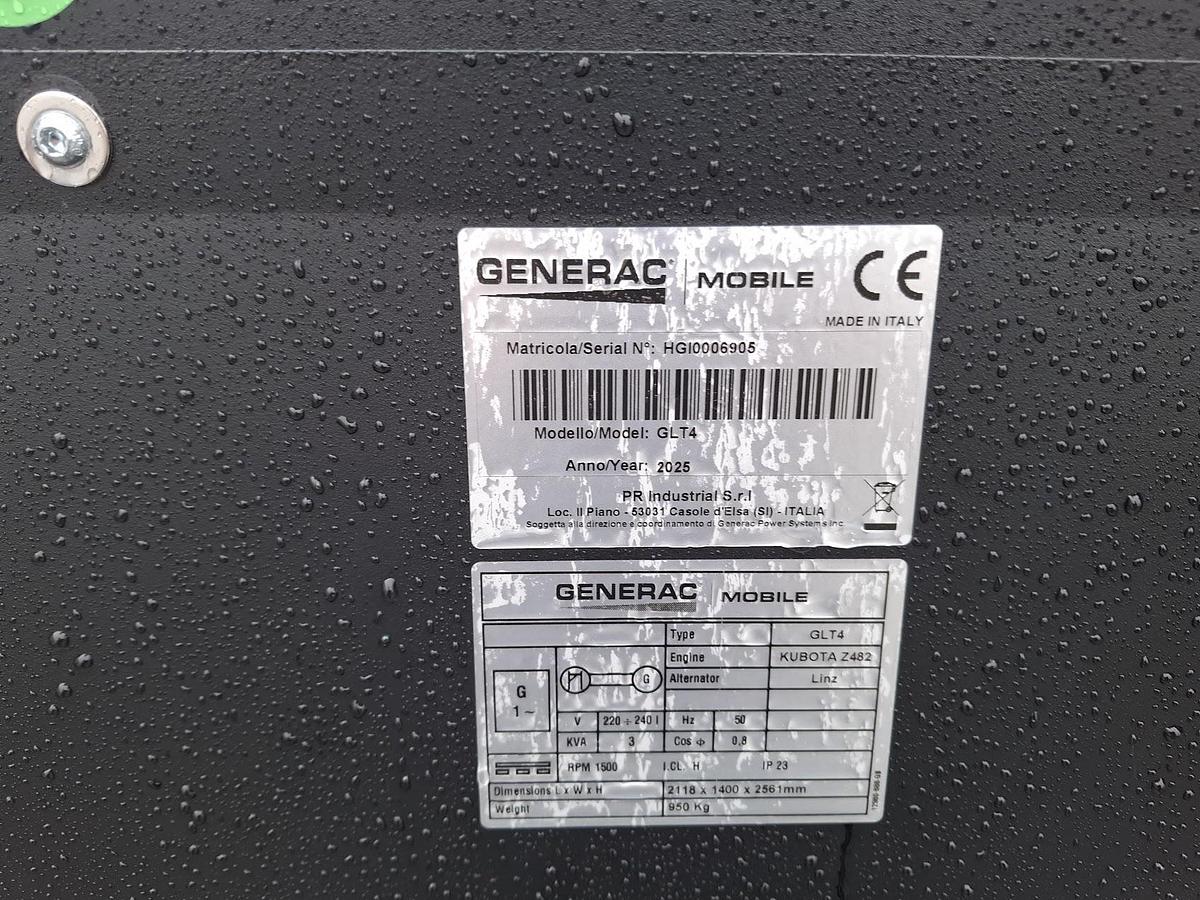 GENERAC® MOBILE CE
MADE IN ITALY
Matricola/Serial N°: HGI0006905
Modello/Model: GLT4
Anno/Year: 2025
PR Industrial S.r.l
Loc. Il Piano - 53031 Casole d'Elsa (SI) - ITALIA
Soggetta alla direzione e coordinamento di Generac Power Systems Inc
GENERAC MOBILE
Type GLT4
Engine KUBOTA Z482
Alternator Linz
G
1~
G
V 220 ÷ 240 I Hz 50
KVA 3 Cos ϕ 0,8
RPM 1500 I.CL. H IP 23
Dimensions L x W x H 2118 x 1400 x 2561mm
Weight 950 Kg